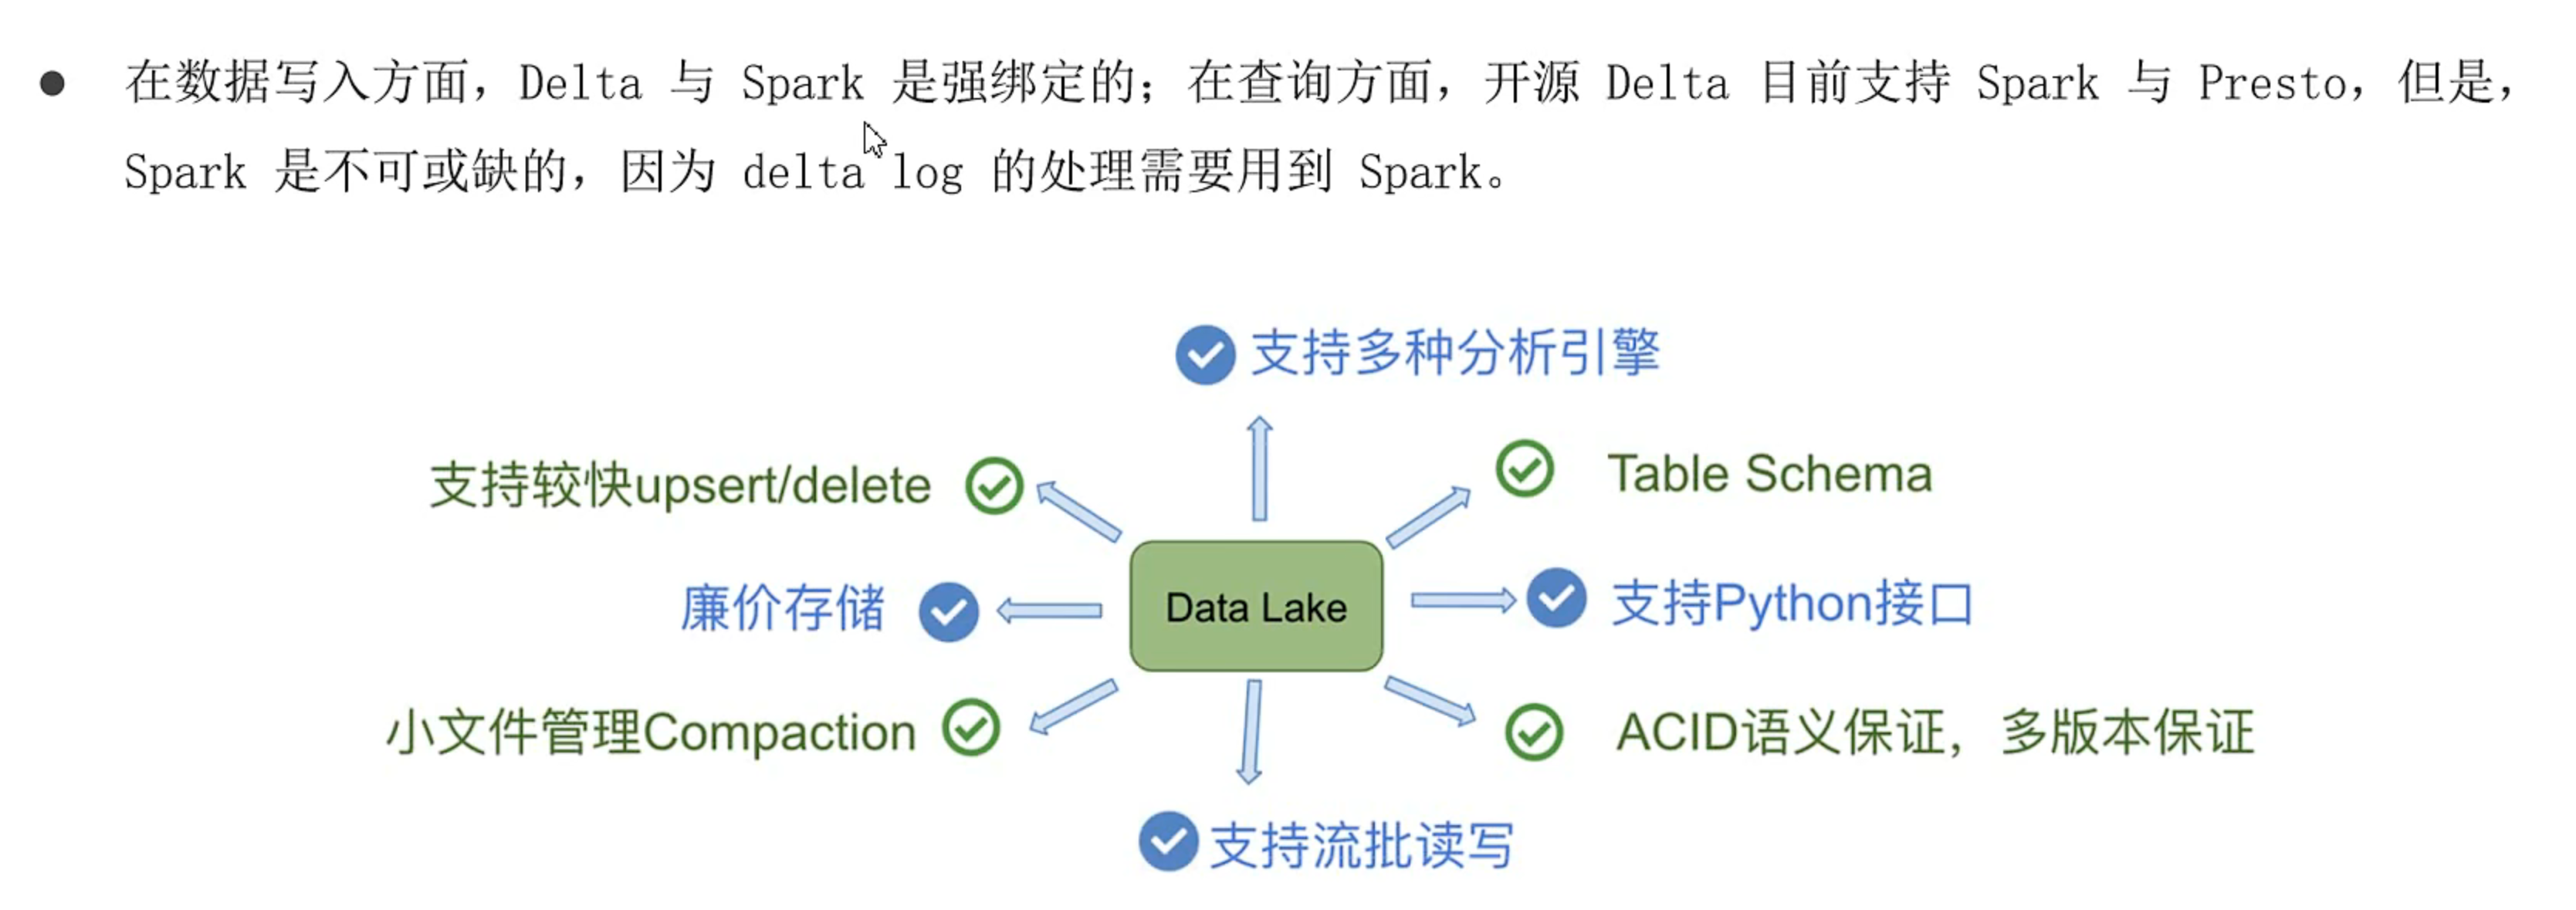 ● 在数据写入方面，Delta 与 Spark 是强绑定的；在查询方面，开源 Delta 目前支持 Spark 与 Presto，但是，
Spark 是不可或缺的，因为 delta log 的处理需要用到 Spark。
支持多种分析引擎
支持较快upsert/delete
Table Schema
廉价存储
Data Lake
支持Python接口
小文件管理Compaction
ACID语义保证，多版本保证
支持流批读写